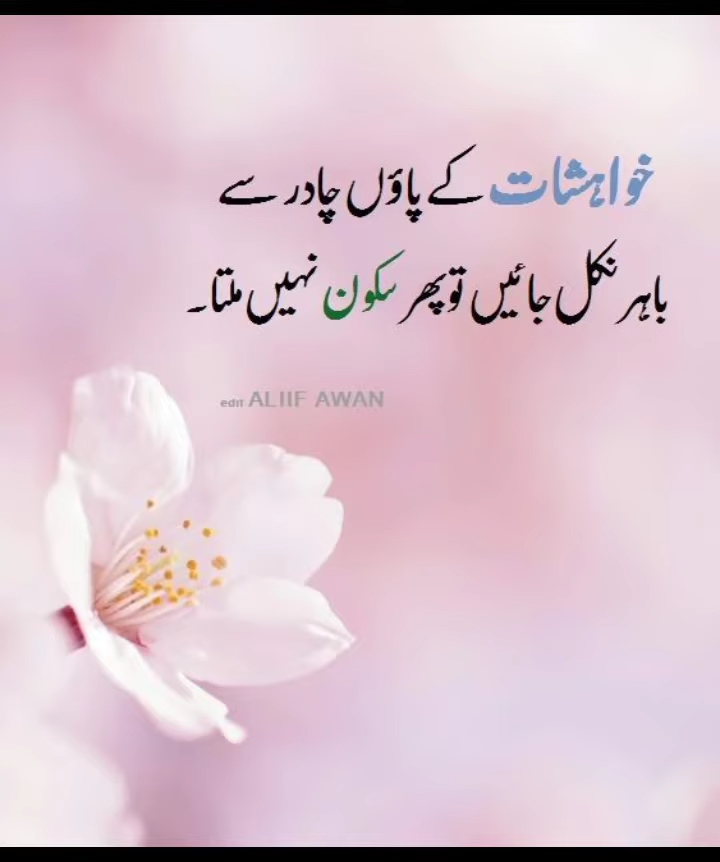 خواہشات کے پاؤں چادر سے
باہر نکل جائیں تو پھر سکون نہیں ملتا۔
edit ALIIF AWAN